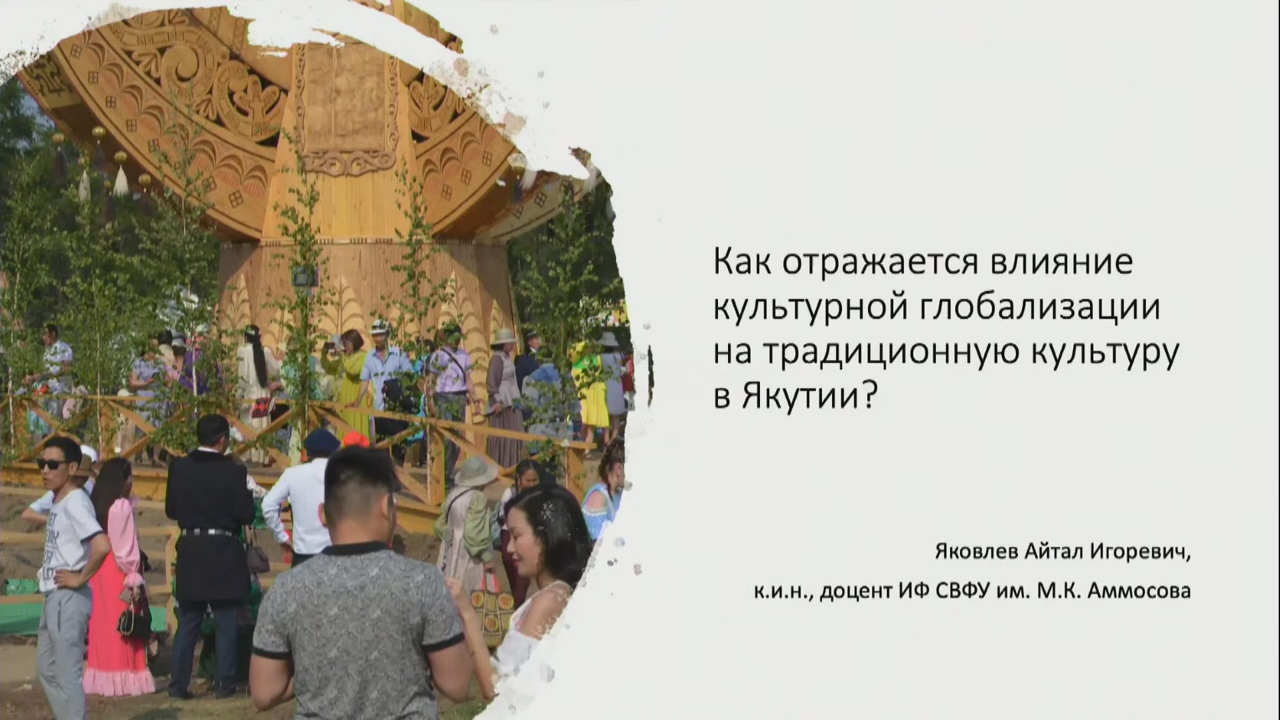 Как отражается влияние
культурной глобализации
на традиционную культуру
в Якутии?
Яковлев Айтал Игоревич,
к.и.н., доцент ИФ СВФУ им. М.К. Аммосова